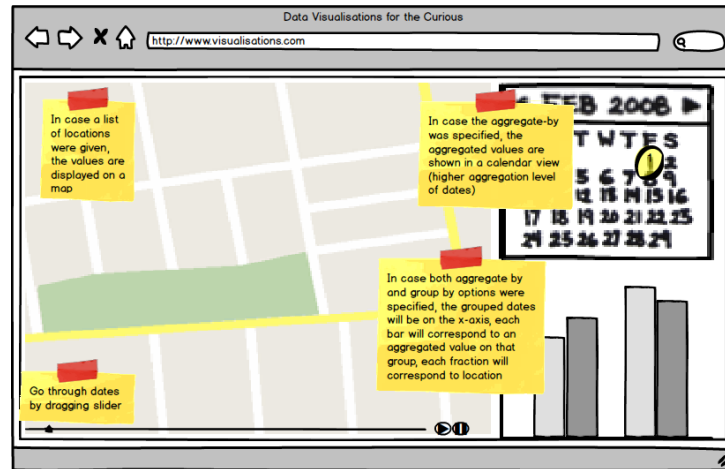 Data Visualisations for the Curious
http://www.visualisations.com
In case a list
of locations
were given,
the values are
displayed on a
map
In case the aggregate-by
was specified, the
aggregated values are
shown in a calendar view
(higher aggregation level
of dates)
FEB 2008
T W T F S
1 2
5 6 7 8 9
12 13 14 15 16
17 18 19 20 21 22 23
24 25 26 27 28 29
In case both aggregate by
and group by options were
specified, the grouped dates
will be on the x-axis, each
bar will correspond to an
aggregated value on that
group, each fraction will
correspond to location
Go through dates
by dragging slider